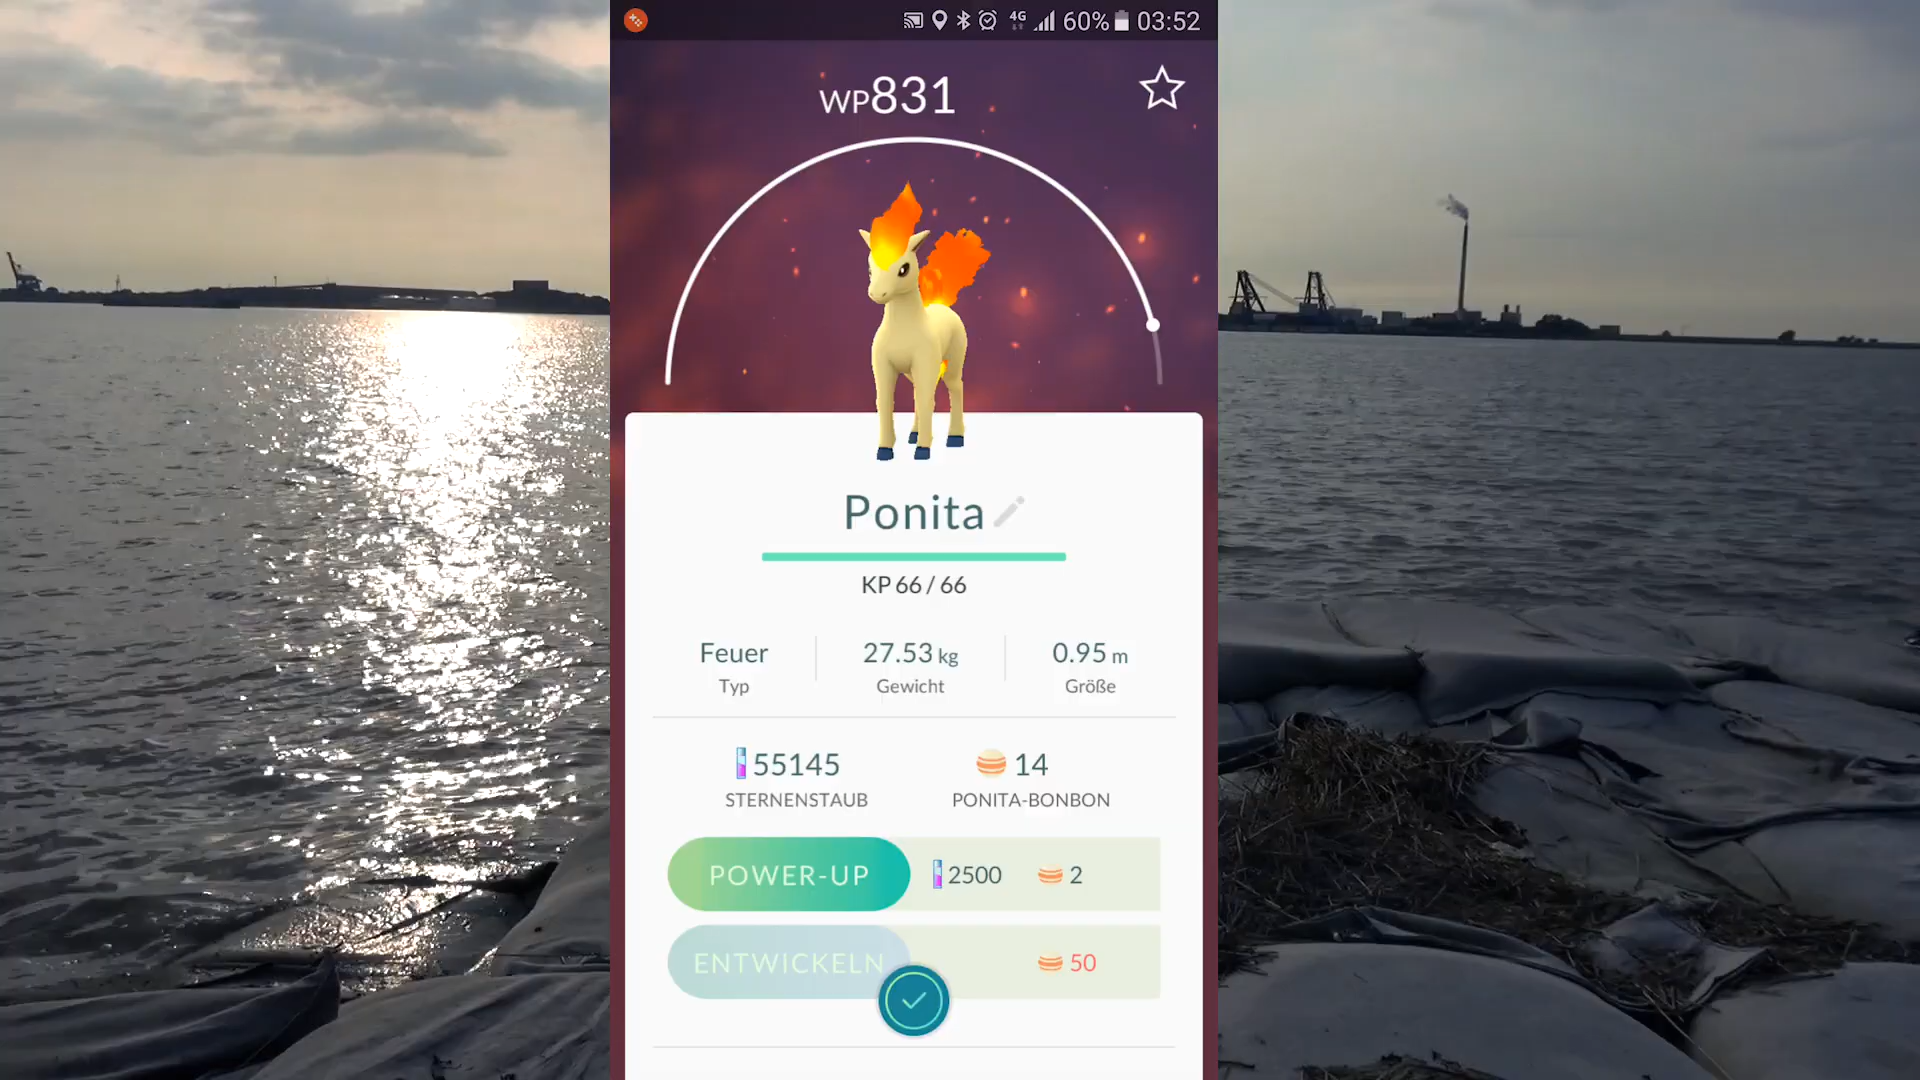 4G 60% 03:52
WP831
Ponita
KP 66 / 66
Feuer 27.53 kg 0.95 m
Typ Gewicht Größe
55145 14
STERNENSTAUB PONITA-BONBON
POWER-UP 2500 2
ENTWICKELN 50